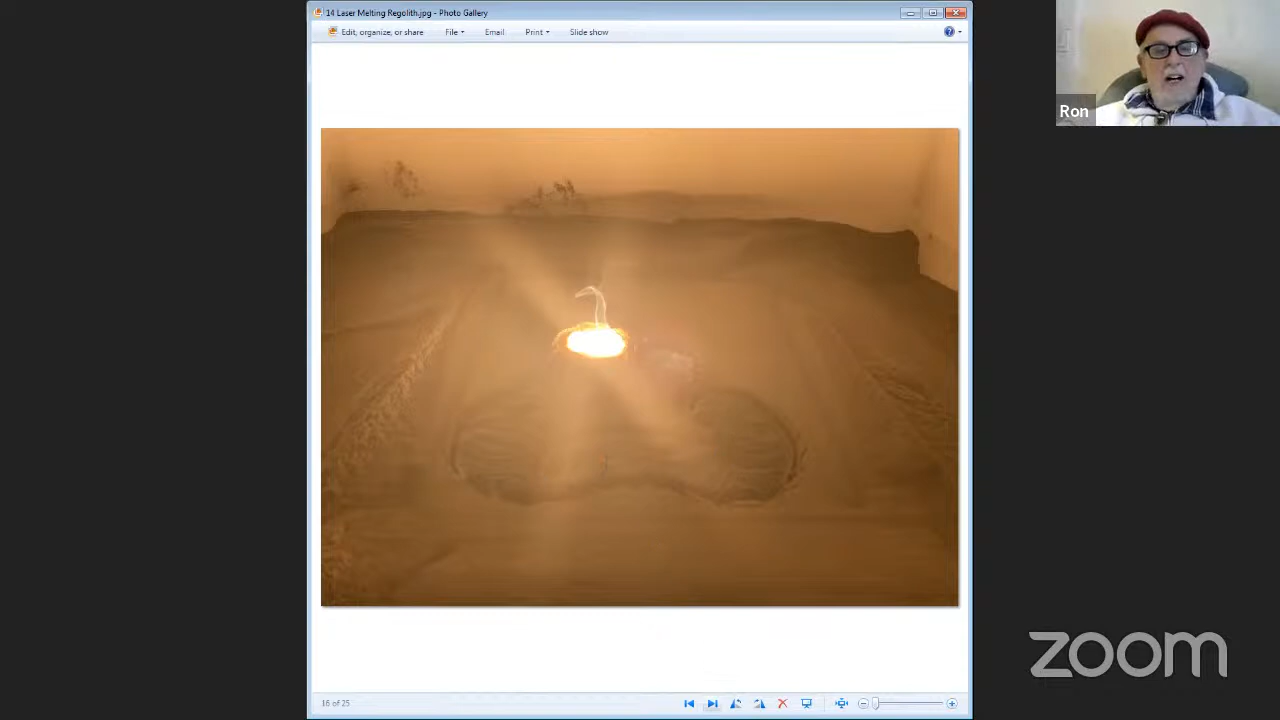 14 Laser Melting Regolith.jpg - Photo Gallery
Edit, organize, or share File Email Print Slide show
Ron
16 of 25
zoom